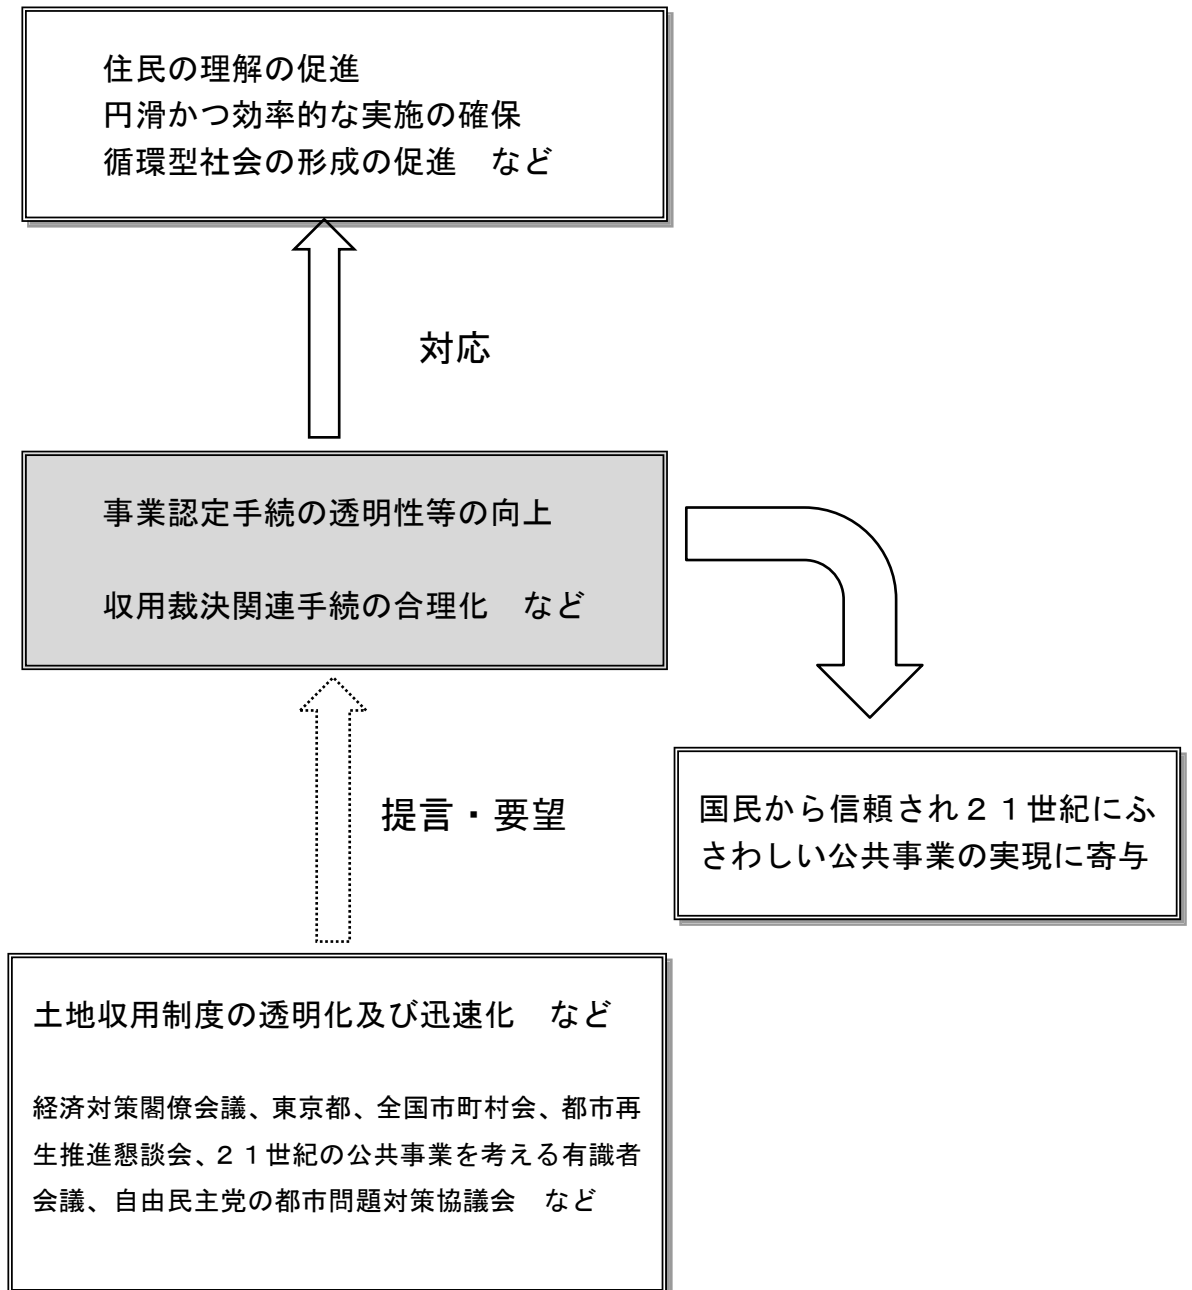 住民の理解の促進
円滑かつ効率的な実施の確保
循環型社会の形成の促進　など
対応
事業認定手続の透明性等の向上
収用裁決関連手続の合理化　など
提言・要望
国民から信頼され２１世紀にふ
さわしい公共事業の実現に寄与
土地収用制度の透明化及び迅速化　など
経済対策閣僚会議、東京都、全国市町村会、都市再
生推進懇談会、２１世紀の公共事業を考える有識者
会議、自由民主党の都市問題対策協議会　など